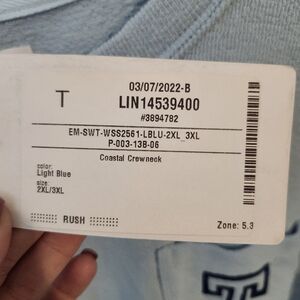 03/07/2022-B
T
LIN14539400
#3894782
EM-SWT-WSS2561-LBLU-2XL_3XL
P-003-13B-06
Coastal Crewneck
color:
Light Blue
size:
2XL/3XL
RUSH
Zone: 5.3
T